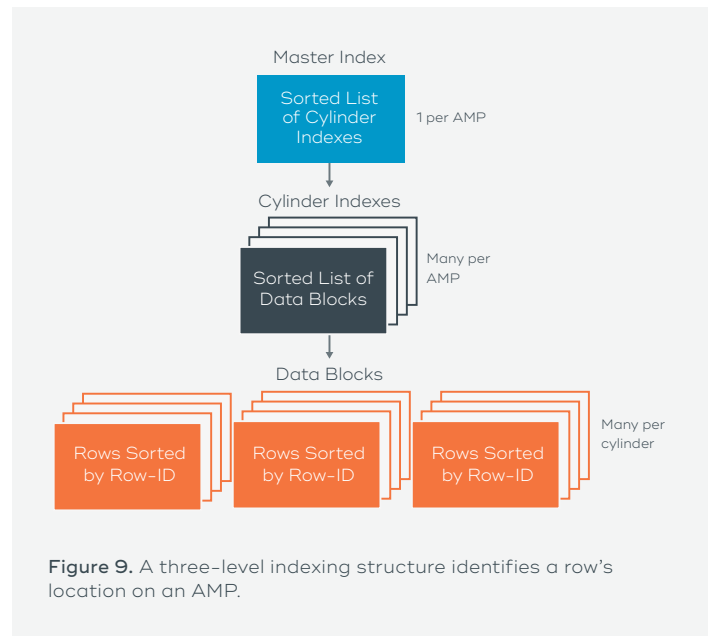 Master Index
Sorted List
of Cylinder
Indexes
1 per AMP
Cylinder Indexes
Sorted List of
Data Blocks
Many per
AMP
Data Blocks
Rows Sorted
by Row-ID
Rows Sorted
by Row-ID
Rows Sorted
by Row-ID
Many per
cylinder
Figure 9. A three-level indexing structure identifies a row's
location on an AMP.